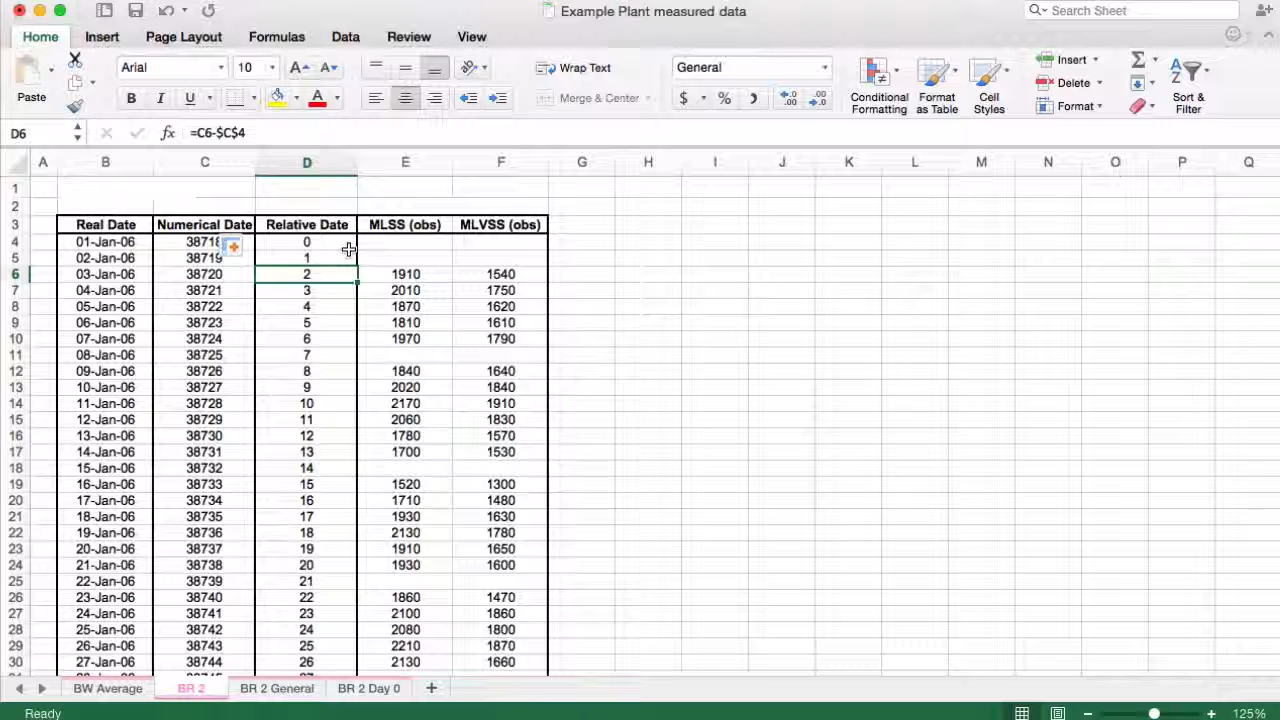 Example Plant measured data
Search Sheet
Home Insert Page Layout Formulas Data Review View
Paste
Arial 10
A A
B I U A
Wrap Text
Merge & Center
General
$ %
Conditional Formatting
Format as Table
Cell Styles
Insert
Delete
Format
Sort & Filter
D6 fx =C6-$C$4
A B C D E F G H I J K L M N O P Q
1
2
3 Real Date Numerical Date Relative Date MLSS (obs) MLVSS (obs)
4 01-Jan-06 38718 0
5 02-Jan-06 38719 1
6 03-Jan-06 38720 2 1910 1540
7 04-Jan-06 38721 3 2010 1750
8 05-Jan-06 38722 4 1870 1620
9 06-Jan-06 38723 5 1810 1610
10 07-Jan-06 38724 6 1970 1790
11 08-Jan-06 38725 7
12 09-Jan-06 38726 8 1840 1640
13 10-Jan-06 38727 9 2020 1840
14 11-Jan-06 38728 10 2170 1910
15 12-Jan-06 38729 11 2060 1830
16 13-Jan-06 38730 12 1780 1570
17 14-Jan-06 38731 13 1700 1530
18 15-Jan-06 38732 14
19 16-Jan-06 38733 15 1520 1300
20 17-Jan-06 38734 16 1710 1480
21 18-Jan-06 38735 17 1930 1630
22 19-Jan-06 38736 18 2130 1780
23 20-Jan-06 38737 19 1910 1650
24 21-Jan-06 38738 20 1930 1600
25 22-Jan-06 38739 21
26 23-Jan-06 38740 22 1860 1470
27 24-Jan-06 38741 23 2100 1860
28 25-Jan-06 38742 24 2080 1800
29 26-Jan-06 38743 25 2210 1870
30 27-Jan-06 38744 26 2130 1660
BW Average BR 2 BR 2 General BR 2 Day 0 +
Ready 125%